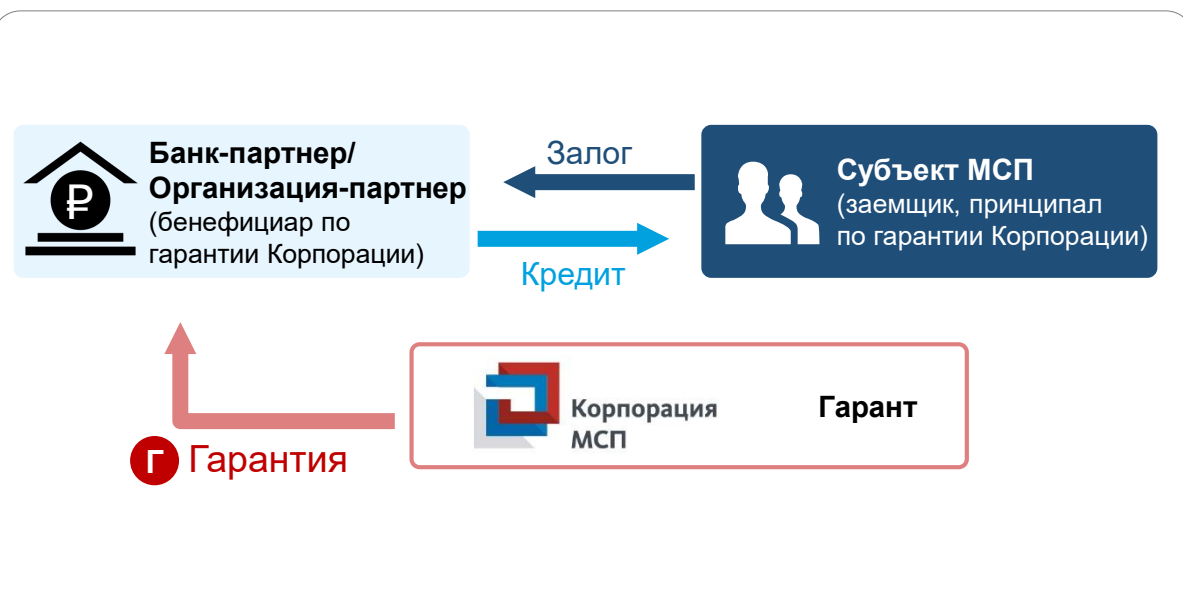 Банк-партнер/
Организация-партнер
(бенефициар по
гарантии Корпорации)
₽
Залог
Кредит
Субъект МСП
(заемщик, принципал
по гарантии Корпорации)
Корпорация
МСП
Гарант
Г Гарантия